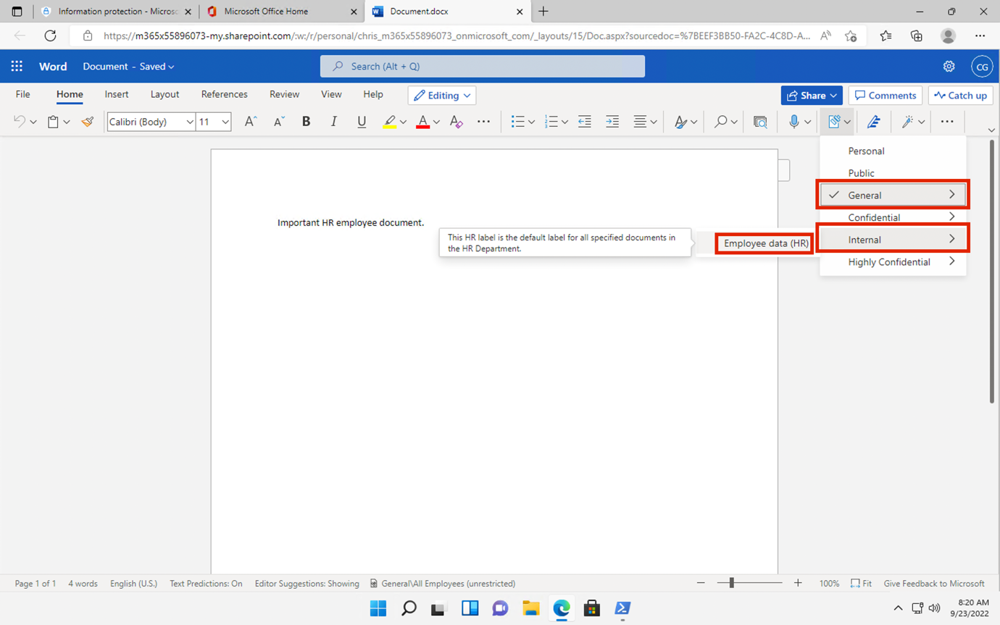 Information protection - Microsc
Microsoft Office Home
Document.docx
https://m365x55896073-my.sharepoint.com/:w:/r/personal/chris_m365x55896073_onmicrosoft_com/_layouts/15/Doc.aspx?sourcedoc=%7BEEF3BB50-FA2C-4C8D-A...
Word Document - Saved
Search (Alt + Q)
CG
File Home Insert Layout References Review View Help Editing Share Comments Catch up
Calibri (Body) 11 A A B I U A A
Personal
Public
General
Confidential
Internal
Highly Confidential
Important HR employee document.
This HR label is the default label for all specified documents in
the HR Department.
Employee data (HR)
Page 1 of 1 4 words English (U.S.) Text Predictions: On Editor Suggestions: Showing General\All Employees (unrestricted) 100% Fit Give Feedback to Microsoft
8:20 AM
9/23/2022